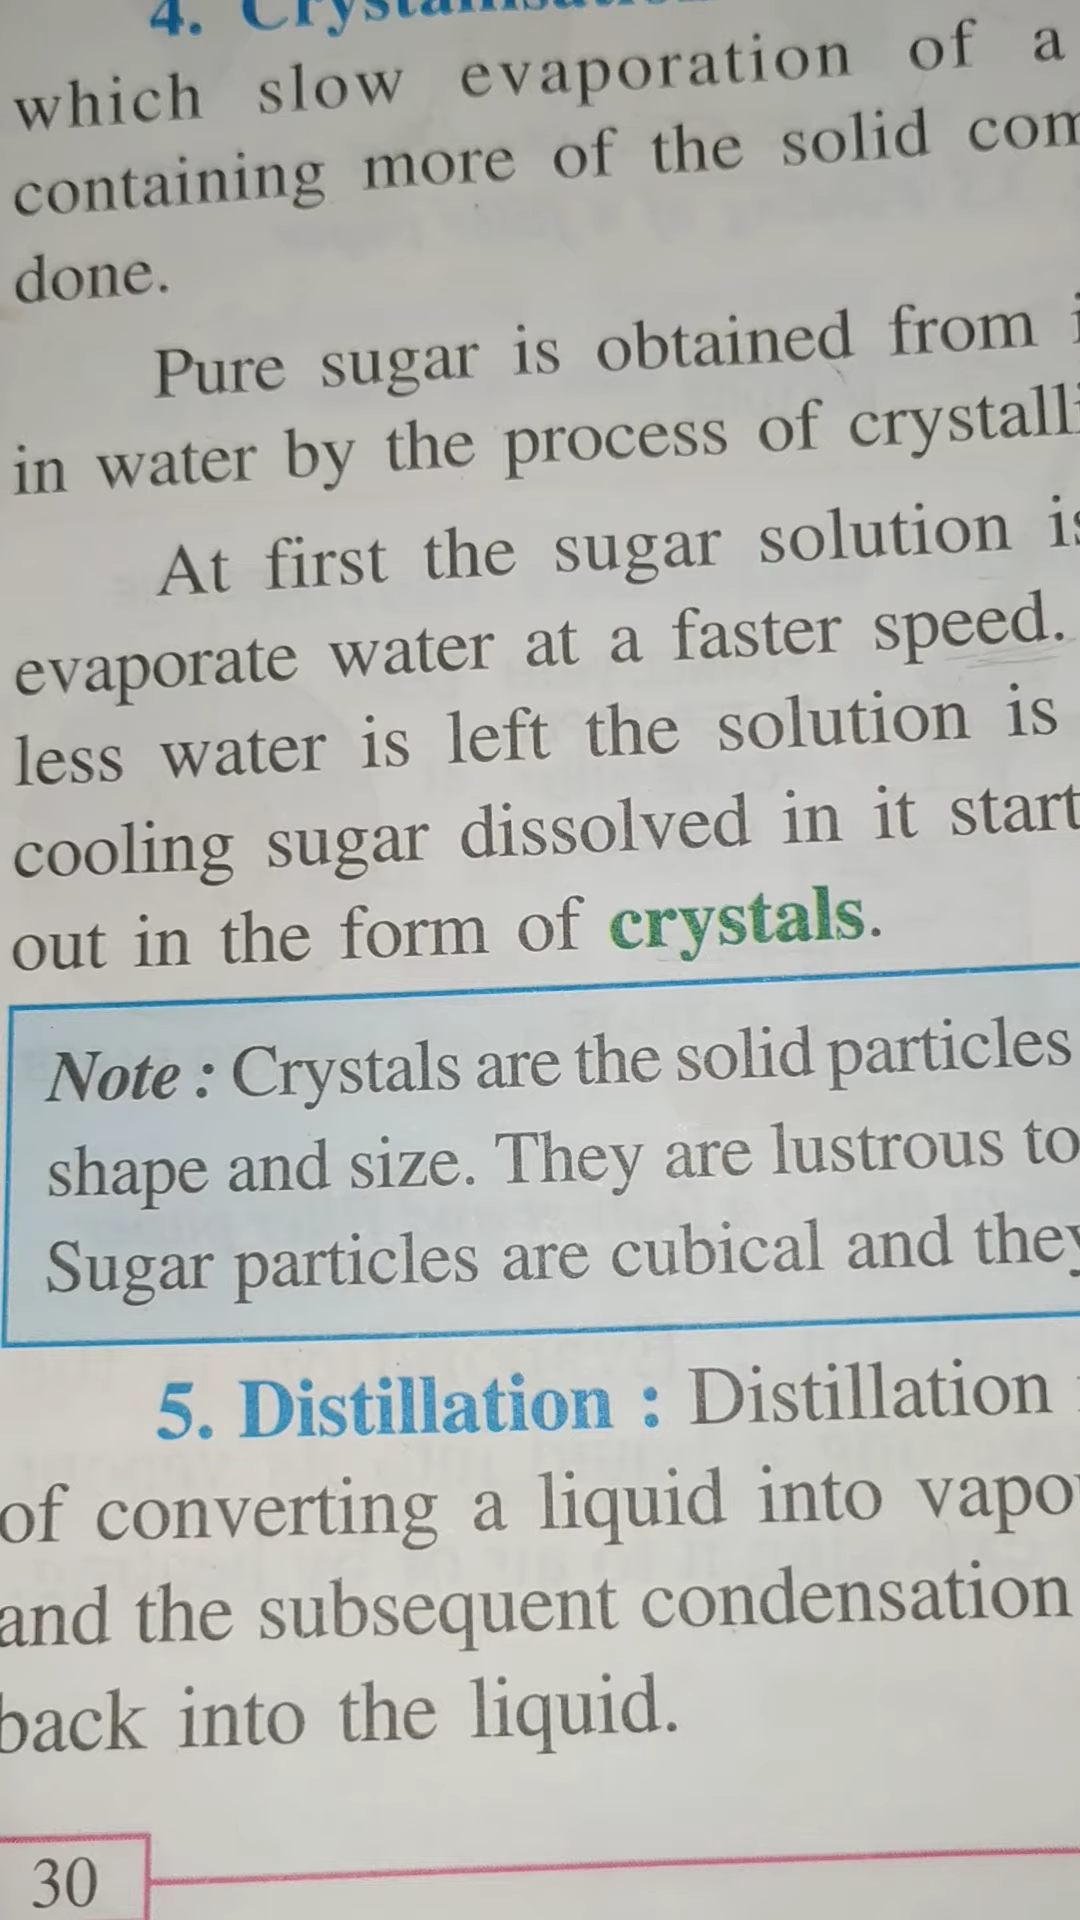 4.
which slow evaporation of a
containing more of the solid
done.
Pure sugar is obtained from
in water by the process of
At first the sugar solution
evaporate water at a faster speed.
less water is left the solution is
cooling sugar dissolved in it start
out in the form of crystals.
Note : Crystals are the solid particles
shape and size. They are lustrous to
Sugar particles are cubical and they
5. Distillation : Distillation
of converting a liquid into
and the subsequent condensation
back into the liquid.
30